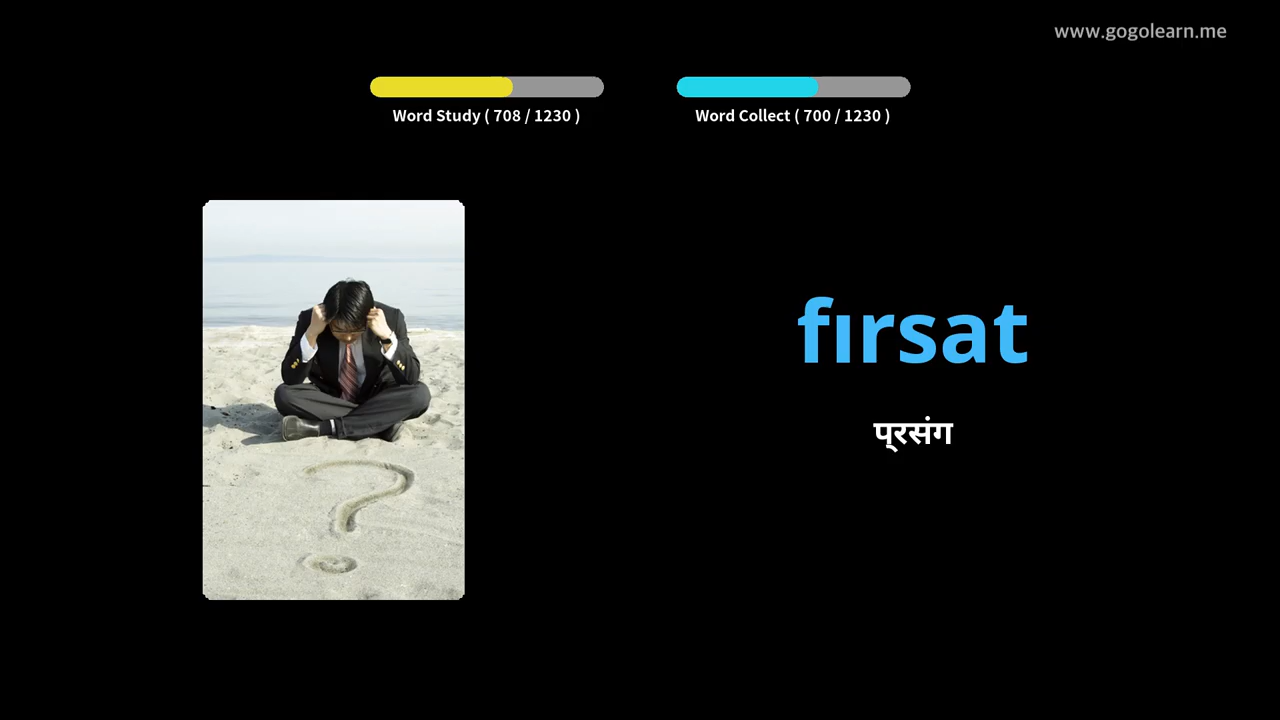 www.gogolearn.me
Word Study ( 708 / 1230 )
Word Collect ( 700 / 1230 )
fırsat
प्रसंग